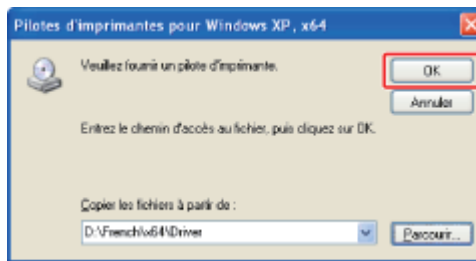 Pilotes d'imprimantes pour Windows XP, x64
Veuillez fournir un pilote d'imprimante.
OK
Annuler
Entrez le chemin d'accès au fichier, puis cliquez sur OK.
Copier les fichiers à partir de :
D:\French\x64\Driver
Parcourir...